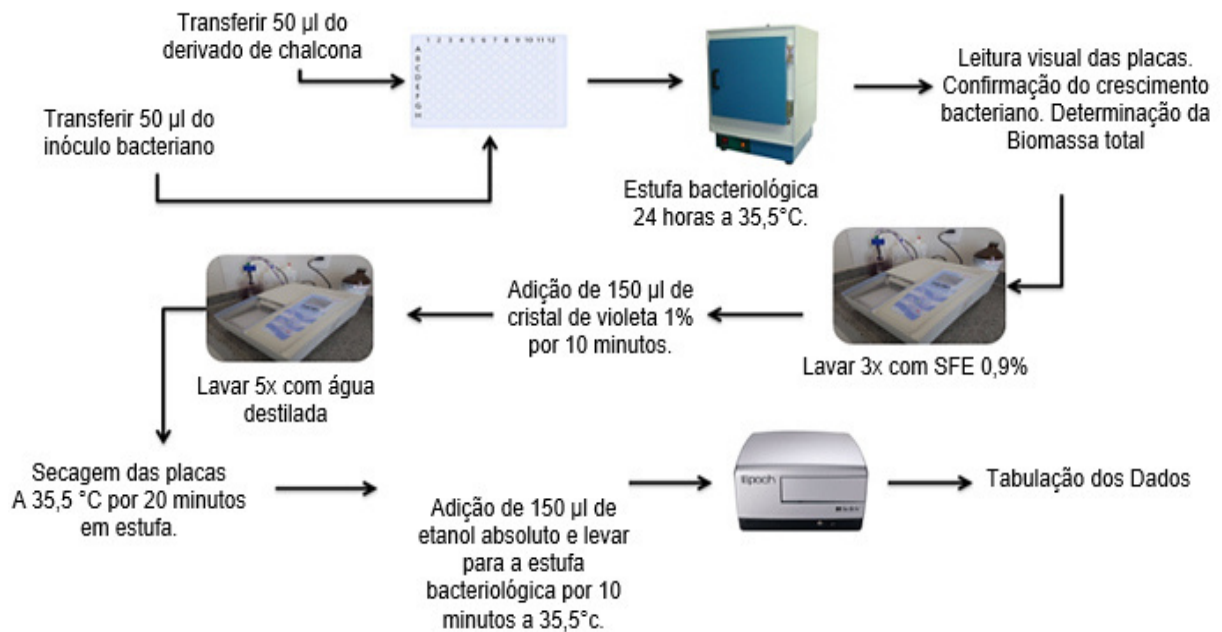 Transferir 50 µl do
derivado de chalcona
1 2 3 4 5 6 7 8 9 10 11 12
A
B
C
D
E
F
G
H
Transferir 50 µl do
inóculo bacteriano
Estufa bacteriológica
24 horas a 35,5°C.
Leitura visual das placas.
Confirmação do crescimento
bacteriano. Determinação da
Biomassa total
Lavar 3x com SFE 0,9%
Adição de 150 µl de
cristal de violeta 1%
por 10 minutos.
Lavar 5x com água
destilada
Secagem das placas
A 35,5 °C por 20 minutos
em estufa.
Adição de 150 µl de
etanol absoluto e levar
para a estufa
bacteriológica por 10
minutos a 35,5°c.
Epoch
Tabulação dos Dados